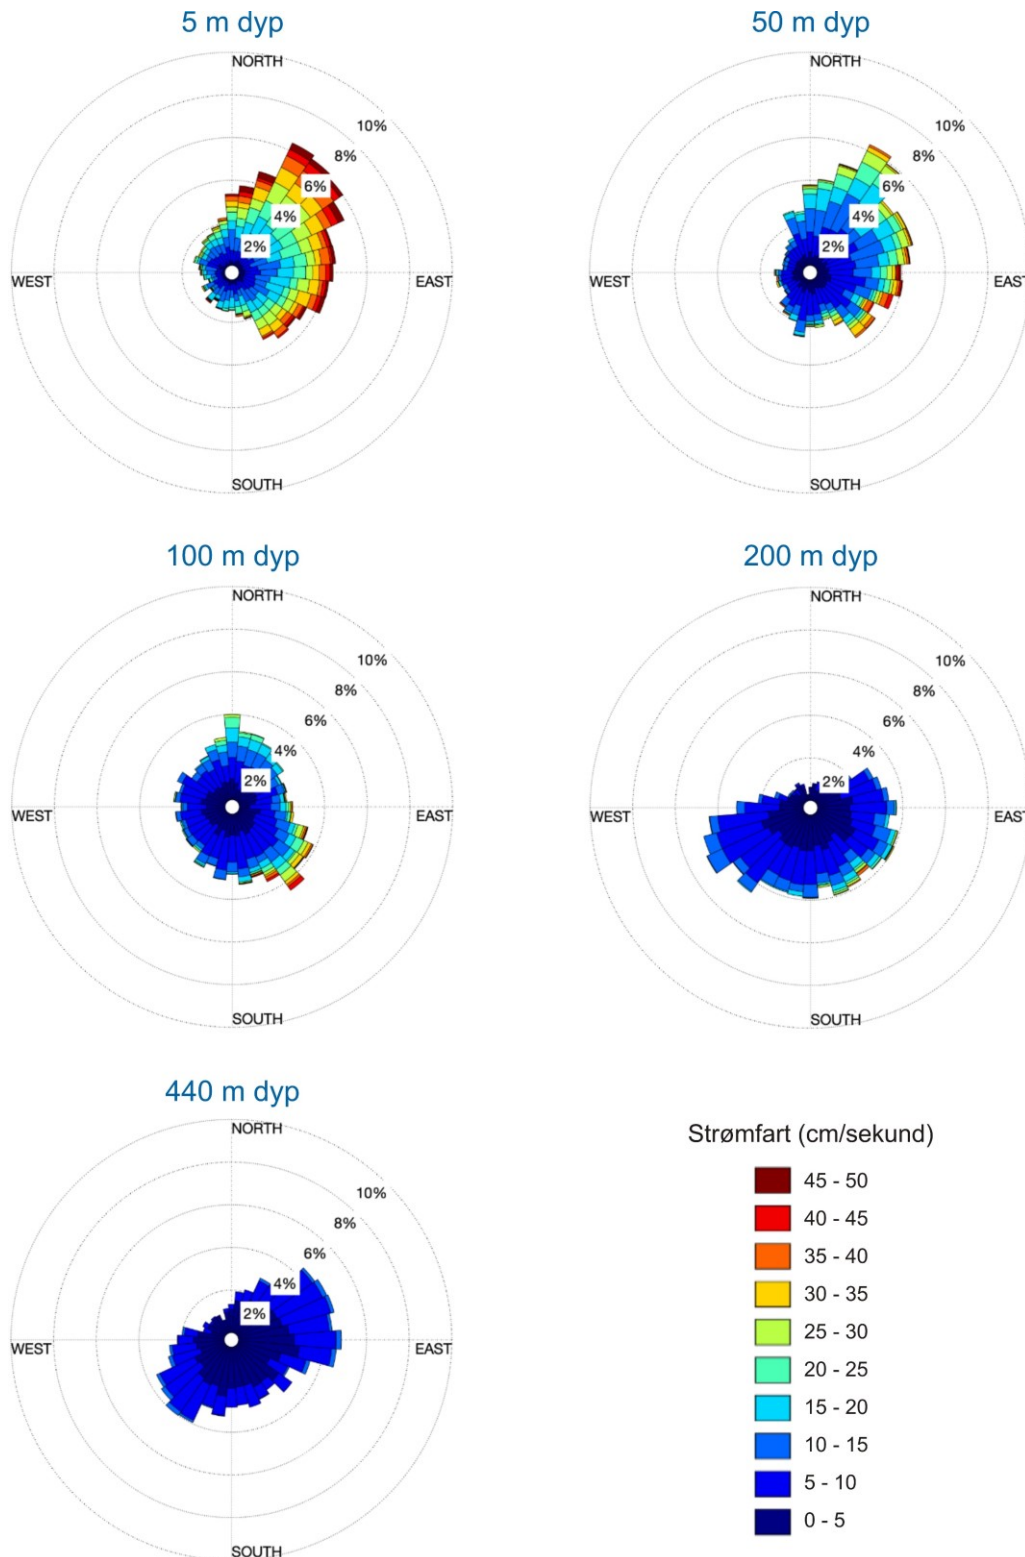 5 m dyp
50 m dyp
NORTH
10%
8%
6%
4%
2%
WEST
EAST
SOUTH
NORTH
10%
8%
6%
4%
2%
WEST
EAST
SOUTH
100 m dyp
200 m dyp
NORTH
10%
8%
6%
4%
2%
WEST
EAST
SOUTH
NORTH
10%
8%
6%
4%
2%
WEST
EAST
SOUTH
440 m dyp
NORTH
10%
8%
6%
4%
2%
WEST
EAST
SOUTH
Strømfart (cm/sekund)
45 - 50
40 - 45
35 - 40
30 - 35
25 - 30
20 - 25
15 - 20
10 - 15
5 - 10
0 - 5